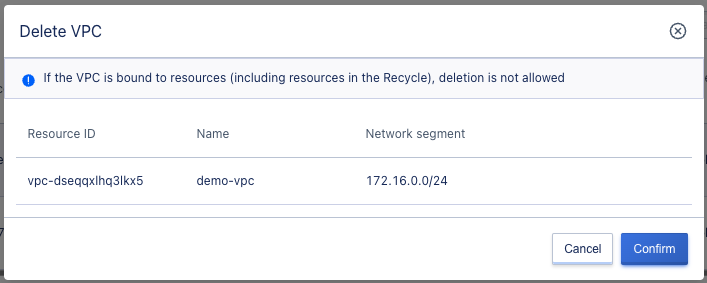 Delete VPC
If the VPC is bound to resources (including resources in the Recycle), deletion is not allowed
Resource ID Name Network segment
vpc-dseqqxlhq3lkx5 demo-vpc 172.16.0.0/24
Cancel Confirm